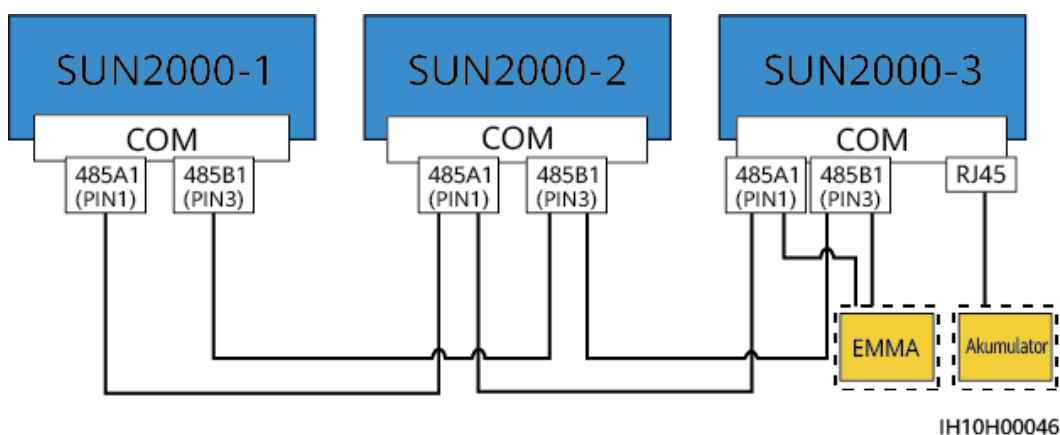 SUN2000-1
SUN2000-2
SUN2000-3
COM
COM
COM
485A1
(PIN1)
485B1
(PIN3)
485A1
(PIN1)
485B1
(PIN3)
485A1
(PIN1)
485B1
(PIN3)
RJ45
EMMA
Akumulator
IH10H00046